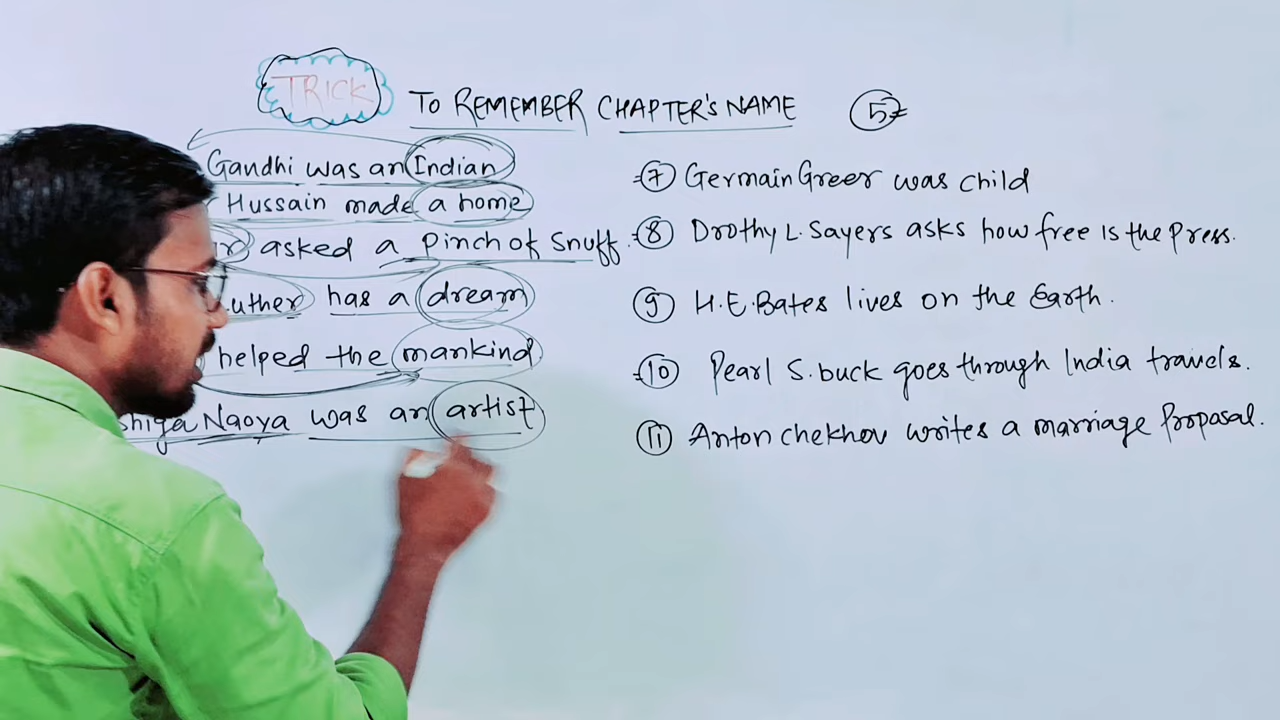 TRICK TO REMEMBER CHAPTER'S NAME 5
Gandhi was an Indian
Hussain made a home
asked a pinch of Snuff.
has a dream
helped the mankind
shiga Naoya was an artist
7 Germain Greer was child
8 Drothy L. Sayers asks how free is the Press.
9 H.E.Bates lives on the Earth.
10 Pearl S. buck goes through India travels.
11 Anton chekhov writes a marriage Proposal.